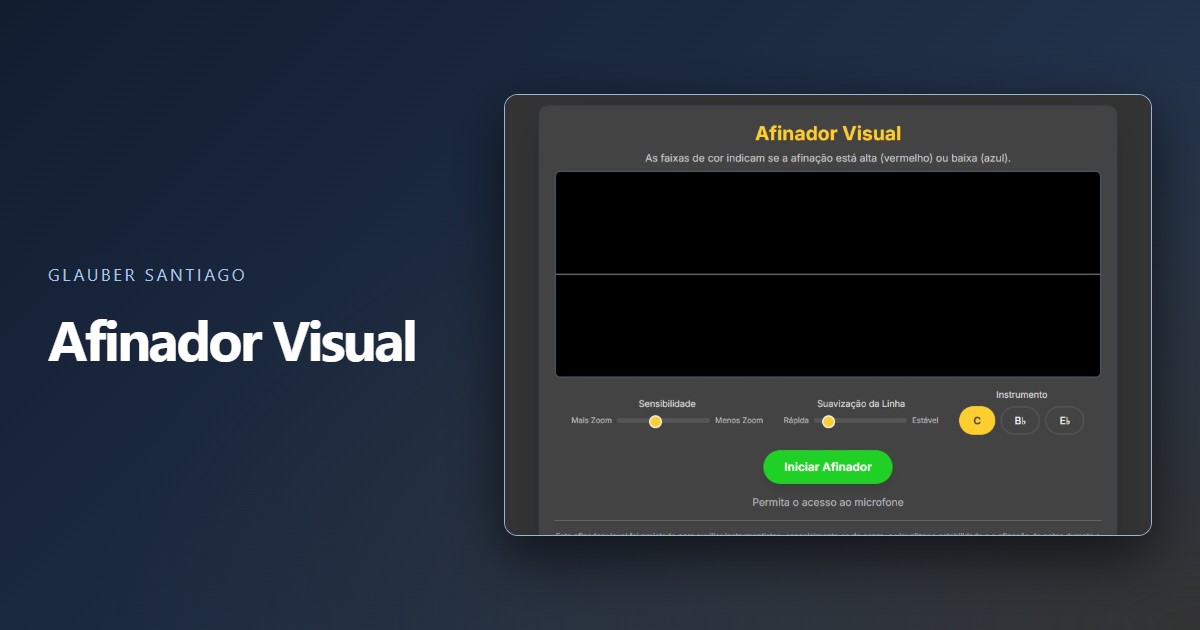 GLAUBER SANTIAGO
Afinador Visual
Afinador Visual
As faixas de cor indicam se a afinação está alta (vermelho) ou baixa (azul).
Sensibilidade
Mais Zoom
Menos Zoom
Suavização da Linha
Rápida
Estável
Instrumento
C
B♭
E♭
Iniciar Afinador
Permita o acesso ao microfone